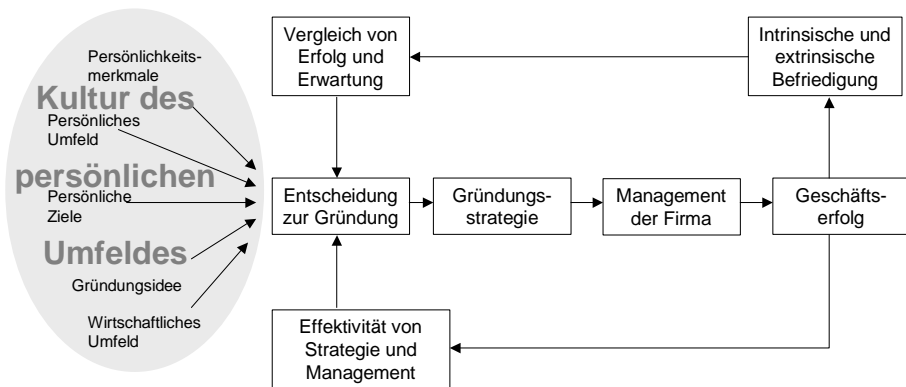 Persönlichkeits-
merkmale
Kultur des
Persönliches
Umfeld
persönlichen
Persönliche
Ziele
Umfeldes
Gründungsidee
Wirtschaftliches
Umfeld
Vergleich von
Erfolg und
Erwartung
Intrinsische und
extrinsische
Befriedigung
Entscheidung
zur Gründung
Gründungs-
strategie
Management
der Firma
Geschäfts-
erfolg
Effektivität von
Strategie und
Management